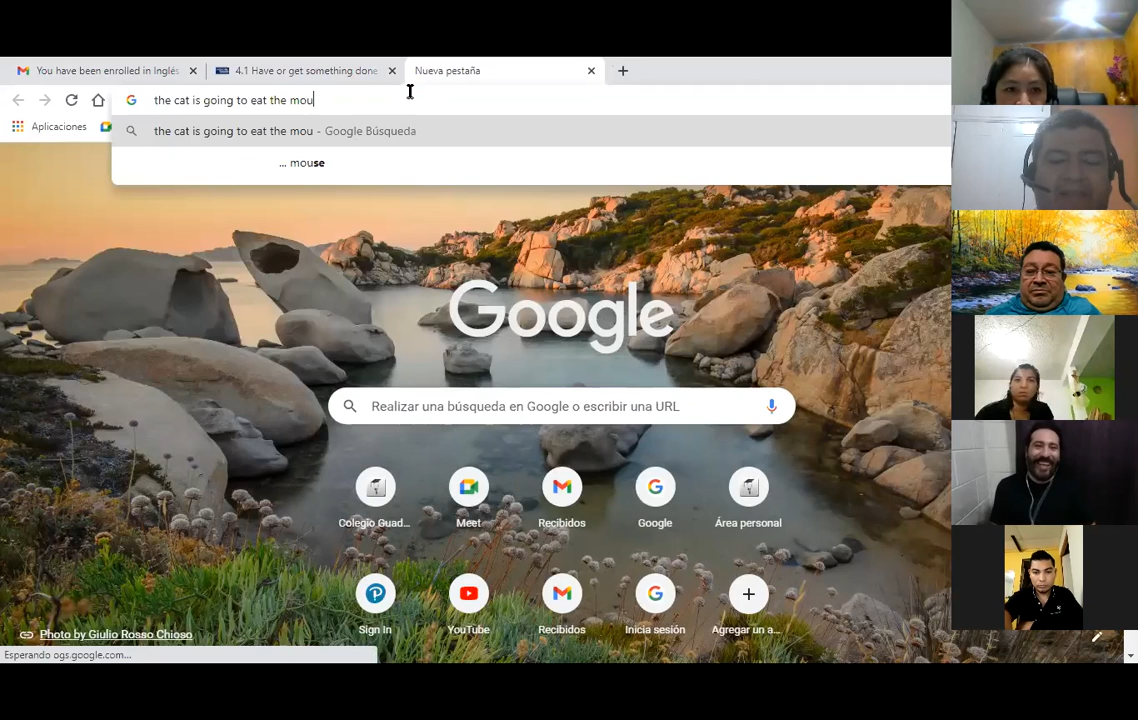 You have been enrolled in Inglés
4.1 Have or get something done
Nueva pestaña
the cat is going to eat the mou
Aplicaciones
the cat is going to eat the mou - Google Búsqueda
... mouse
Google
Realizar una búsqueda en Google o escribir una URL
Colegio Guad...
Meet
Recibidos
Google
Área personal
Sign In
YouTube
Recibidos
Inicia sesión
Agregar un a...
Photo by Giulio Rosso Chioso
Esperando ogs.google.com...